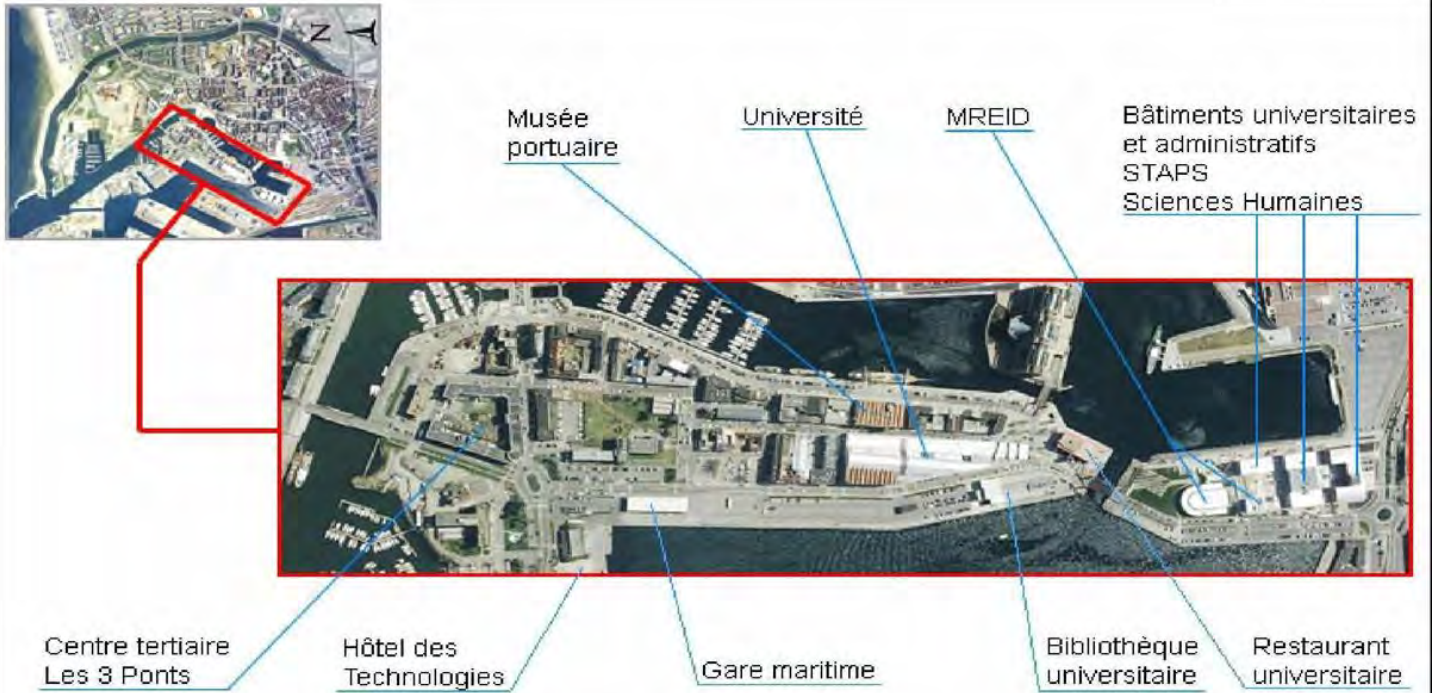 N
Musée
portuaire
Université
MREID
Bâtiments universitaires
et administratifs
STAPS
Sciences Humaines
Centre tertiaire
Les 3 Ponts
Hôtel des
Technologies
Gare maritime
Bibliothèque
universitaire
Restaurant
universitaire